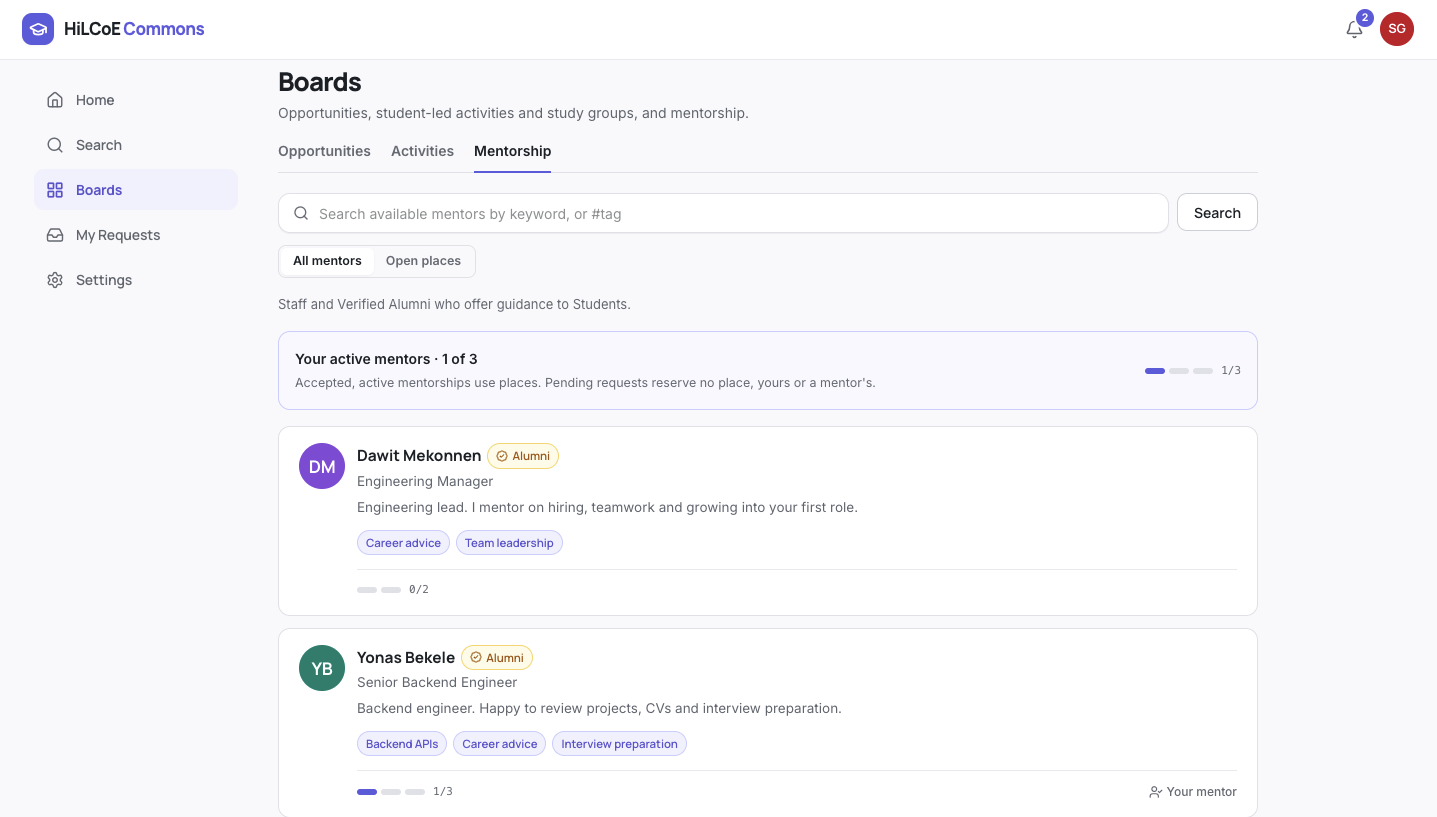 HiLCoE Commons
2
SG
Home
Search
Boards
My Requests
Settings
Boards
Opportunities, student-led activities and study groups, and mentorship.
Opportunities Activities Mentorship
Search available mentors by keyword, or #tag
Search
All mentors Open places
Staff and Verified Alumni who offer guidance to Students.
Your active mentors · 1 of 3
Accepted, active mentorships use places. Pending requests reserve no place, yours or a mentor's.
1/3
DM
Dawit Mekonnen Alumni
Engineering Manager
Engineering lead. I mentor on hiring, teamwork and growing into your first role.
Career advice Team leadership
0/2
YB
Yonas Bekele Alumni
Senior Backend Engineer
Backend engineer. Happy to review projects, CVs and interview preparation.
Backend APIs Career advice Interview preparation
1/3 Your mentor